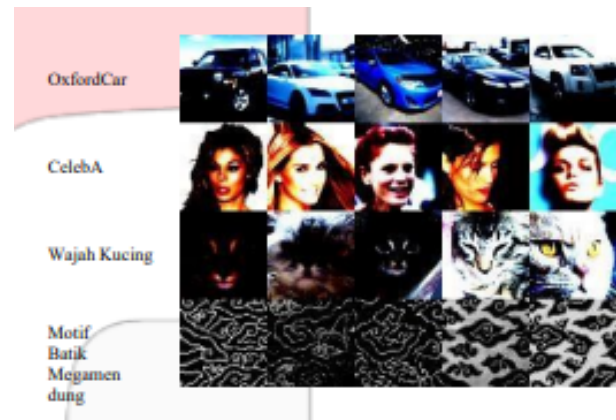 OxfordCar
CelebA
Wajah Kucing
Motif
Batik
Megamen
dung